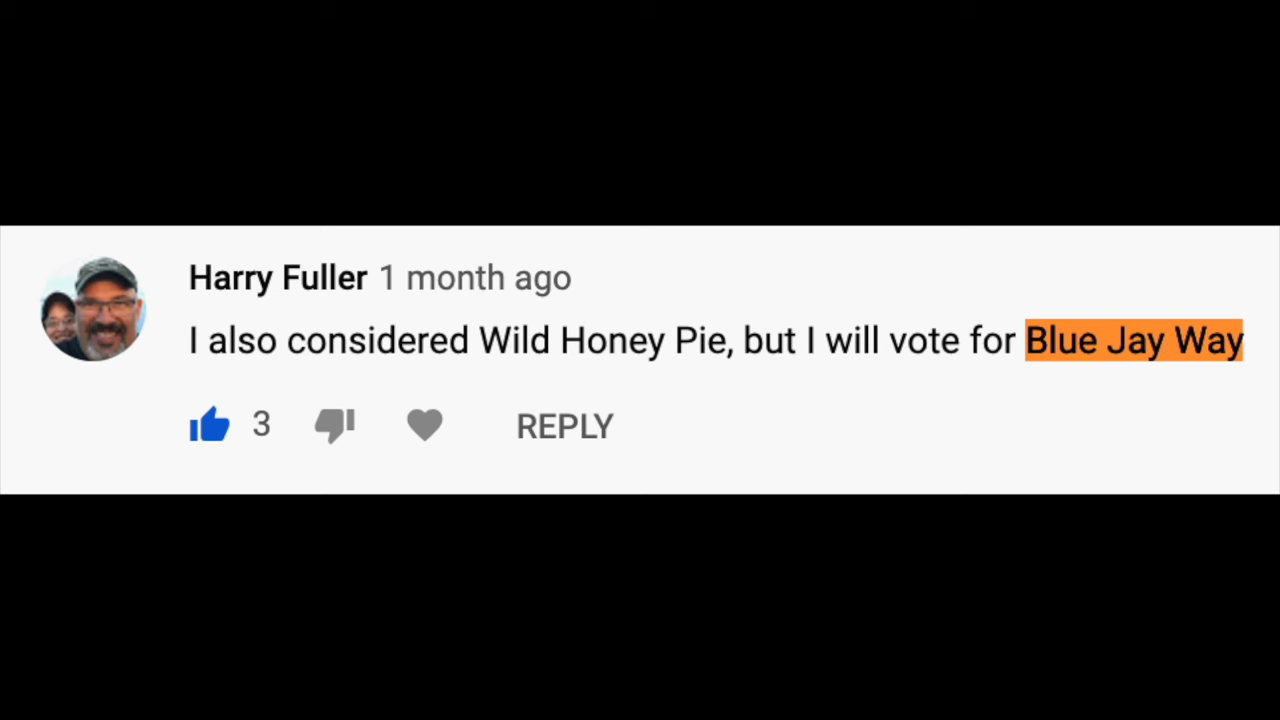 Harry Fuller 1 month ago
I also considered Wild Honey Pie, but I will vote for Blue Jay Way
3 REPLY